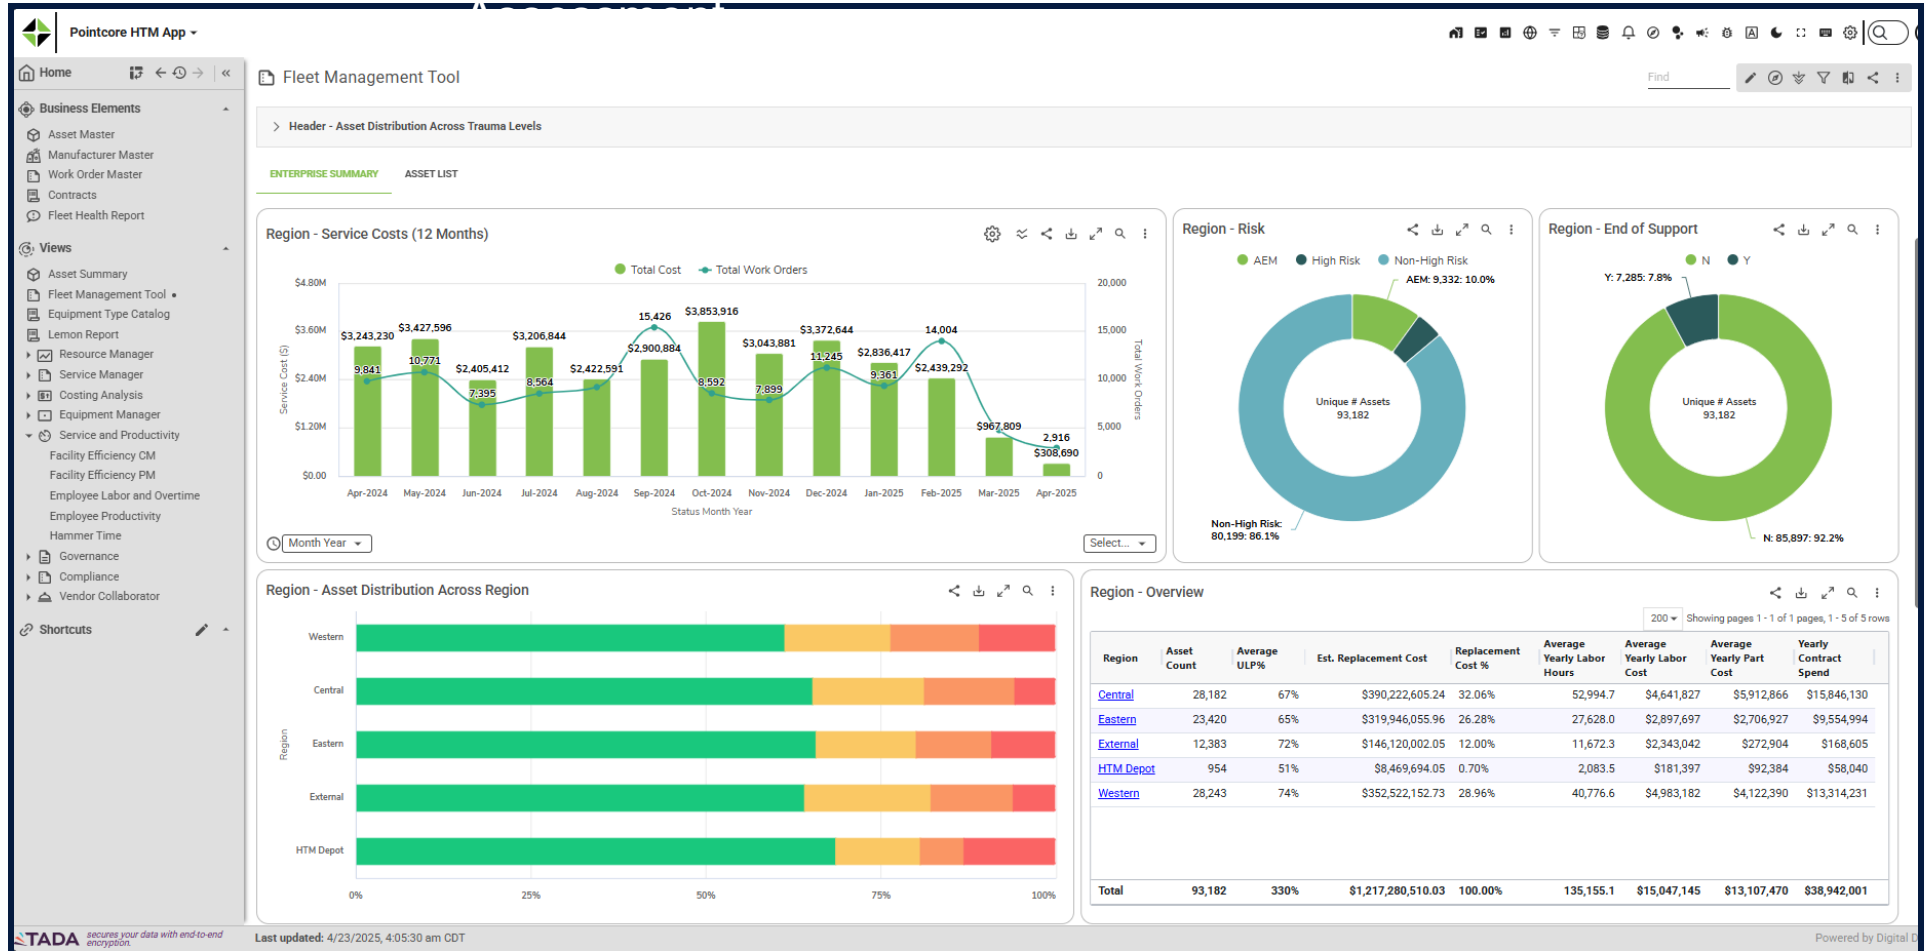 Pointcore HTM App
Home
Business Elements
Asset Master
Manufacturer Master
Work Order Master
Contracts
Fleet Health Report
Views
Asset Summary
Fleet Management Tool
Equipment Type Catalog
Lemon Report
Resource Manager
Service Manager
Costing Analysis
Equipment Manager
Service and Productivity
Facility Efficiency CM
Facility Efficiency PM
Employee Labor and Overtime
Employee Productivity
Hammer Time
Governance
Compliance
Vendor Collaborator
Shortcuts
TADA secures your data with end-to-end
encryption.
Fleet Management Tool
Find
Header - Asset Distribution Across Trauma Levels
ENTERPRISE SUMMARY ASSET LIST
Region - Service Costs (12 Months)
Total Cost Total Work Orders
$4.80M
$3.60M
$2.40M
$1.20M
$0.00
Service Cost ($)
20,000
15,000
10,000
5,000
0
Total Work Orders
$3,243,230
$3,427,596
$2,405,412
$3,206,844
$2,422,591
$2,900,884
$3,853,916
$3,043,881
$3,372,644
$2,836,417
$2,439,292
$967,809
$308,690
9,841
10,771
7,395
8,564
15,426
8,592
7,899
11,245
9,361
14,004
2,916
Apr-2024 May-2024 Jun-2024 Jul-2024 Aug-2024 Sep-2024 Oct-2024 Nov-2024 Dec-2024 Jan-2025 Feb-2025 Mar-2025 Apr-2025
Status Month Year
Month Year
Select...
Region - Risk
AEM High Risk Non-High Risk
AEM: 9,332: 10.0%
Unique # Assets
93,182
Non-High Risk:
80,199: 86.1%
Region - End of Support
N Y
Y: 7,285: 7.8%
Unique # Assets
93,182
N: 85,897: 92.2%
Region - Asset Distribution Across Region
Region
Western
Central
Eastern
External
HTM Depot
0% 25% 50% 75% 100%
Region - Overview
200 Showing pages 1 - 1 of 1 pages, 1 - 5 of 5 rows
Region Asset Count Average ULP% Est. Replacement Cost Replacement Cost % Average Yearly Labor Hours Average Yearly Labor Cost Average Yearly Part Cost Yearly Contract Spend
Central 28,182 67% $390,222,605.24 32.06% 52,994.7 $4,641,827 $5,912,866 $15,846,130
Eastern 23,420 65% $319,946,055.96 26.28% 27,628.0 $2,897,697 $2,706,927 $9,554,994
External 12,383 72% $146,120,002.05 12.00% 11,672.3 $2,343,042 $272,904 $168,605
HTM Depot 954 51% $8,469,694.05 0.70% 2,083.5 $181,397 $92,384 $58,040
Western 28,243 74% $352,522,152.73 28.96% 40,776.6 $4,983,182 $4,122,390 $13,314,231
Total 93,182 330% $1,217,280,510.03 100.00% 135,155.1 $15,047,145 $13,107,470 $38,942,001
Last updated: 4/23/2025, 4:05:30 am CDT
Powered by Digital